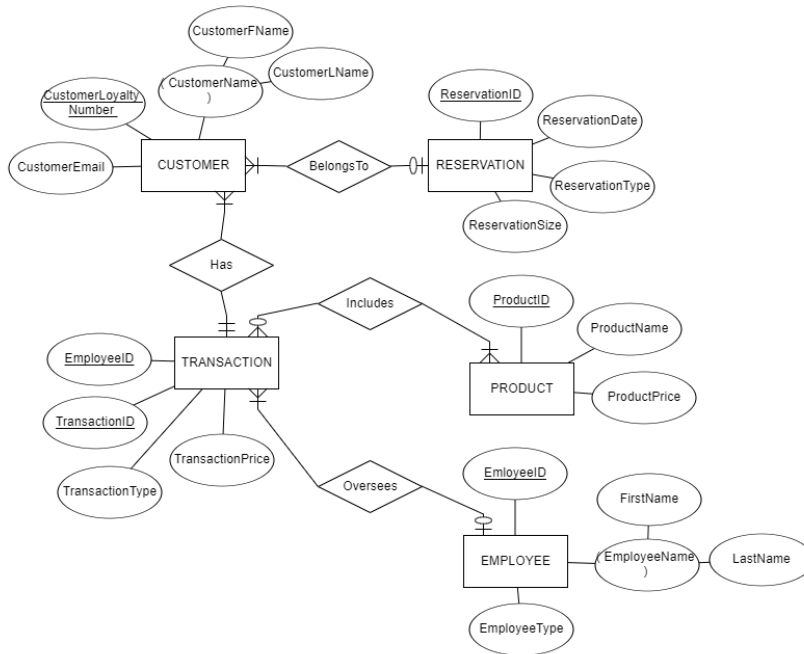 CustomerFName
( CustomerName
)
CustomerLName
CustomerLoyalty
Number
CustomerEmail
CUSTOMER
BelongsTo
ReservationID
ReservationDate
RESERVATION
ReservationType
ReservationSize
Has
Includes
ProductID
ProductName
EmployeeID
TRANSACTION
PRODUCT
ProductPrice
TransactionID
TransactionPrice
TransactionType
Oversees
EmloyeeID
FirstName
EMPLOYEE
( EmployeeName
)
LastName
EmployeeType